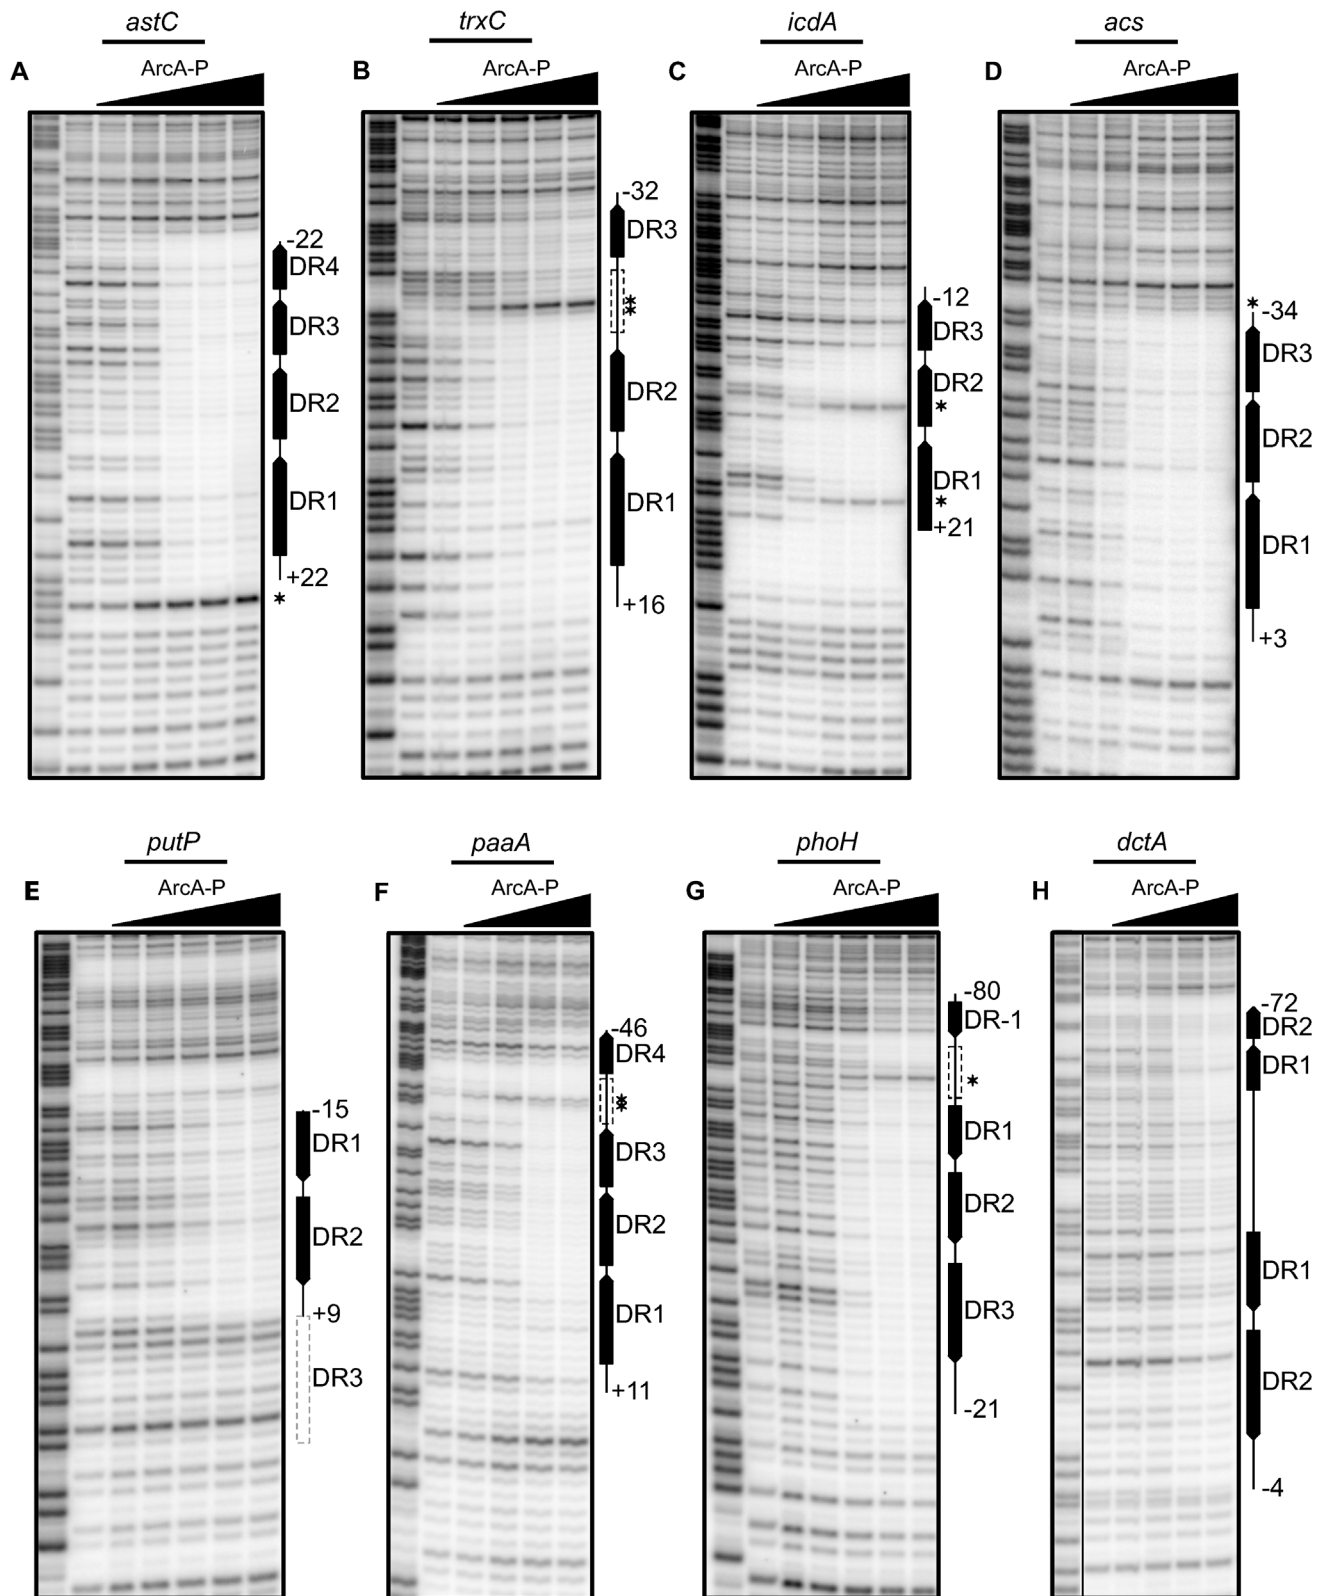 astC
trxC
icdA
acs
A
ArcA-P
B
ArcA-P
C
ArcA-P
D
ArcA-P
-22
DR4
DR3
DR2
DR1
+22
*
-32
DR3
*
*
DR2
DR1
+16
-12
DR3
DR2
*
DR1
*
+21
*
-34
DR3
DR2
DR1
+3
putP
paaA
phoH
dctA
E
ArcA-P
F
ArcA-P
G
ArcA-P
H
ArcA-P
-15
DR1
DR2
+9
DR3
-46
DR4
*
*
DR3
DR2
DR1
+11
-80
DR-1
*
DR1
DR2
DR3
-21
-72
DR2
DR1
DR1
DR2
-4